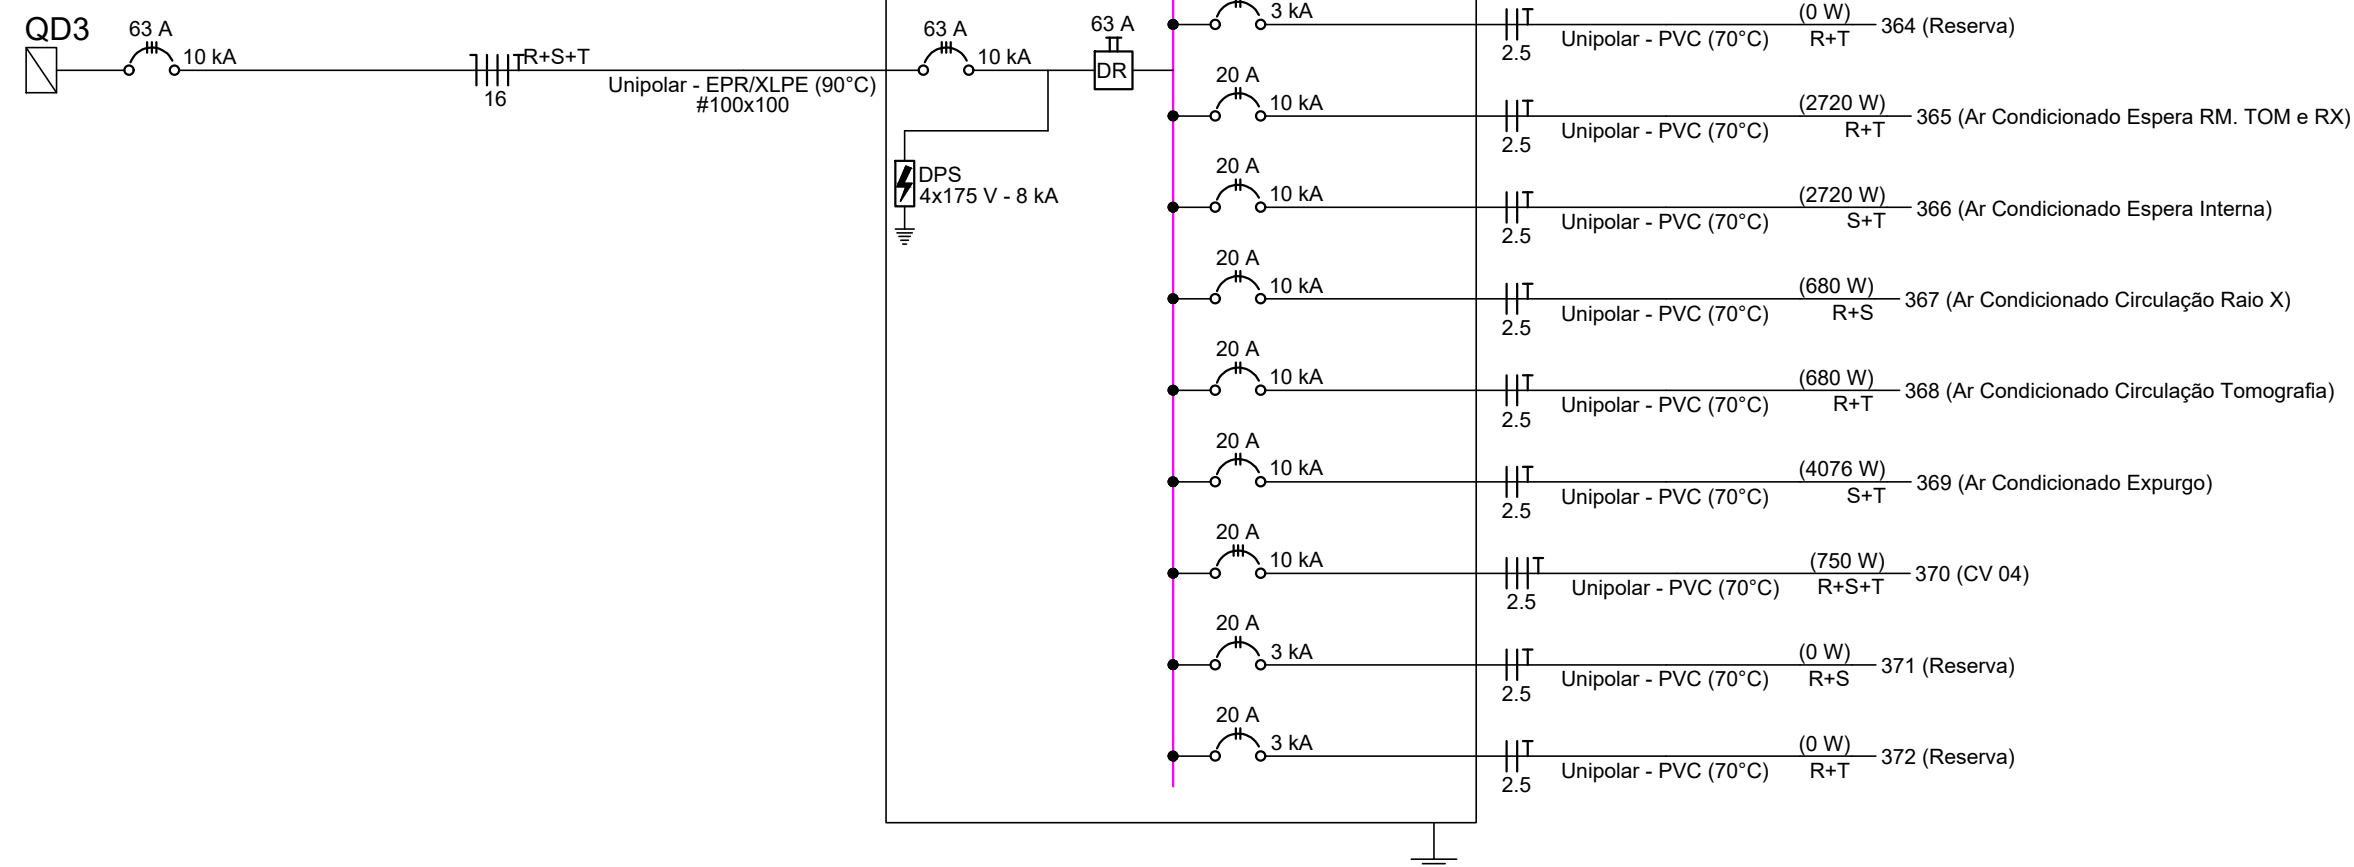 QD3
63 A
10 kA
R+S+T
16
Unipolar - EPR/XLPE (90°C)
#100x100
63 A
10 kA
63 A
DR
DPS
4x175 V - 8 kA
3 kA
T
2.5
Unipolar - PVC (70°C)
(0 W)
R+T
364 (Reserva)
20 A
10 kA
T
2.5
Unipolar - PVC (70°C)
(2720 W)
R+T
365 (Ar Condicionado Espera RM. TOM e RX)
20 A
10 kA
T
2.5
Unipolar - PVC (70°C)
(2720 W)
S+T
366 (Ar Condicionado Espera Interna)
20 A
10 kA
T
2.5
Unipolar - PVC (70°C)
(680 W)
R+S
367 (Ar Condicionado Circulação Raio X)
20 A
10 kA
T
2.5
Unipolar - PVC (70°C)
(680 W)
R+T
368 (Ar Condicionado Circulação Tomografia)
20 A
10 kA
T
2.5
Unipolar - PVC (70°C)
(4076 W)
S+T
369 (Ar Condicionado Expurgo)
20 A
10 kA
T
2.5
Unipolar - PVC (70°C)
(750 W)
R+S+T
370 (CV 04)
20 A
3 kA
T
2.5
Unipolar - PVC (70°C)
(0 W)
R+S
371 (Reserva)
20 A
3 kA
T
2.5
Unipolar - PVC (70°C)
(0 W)
R+T
372 (Reserva)